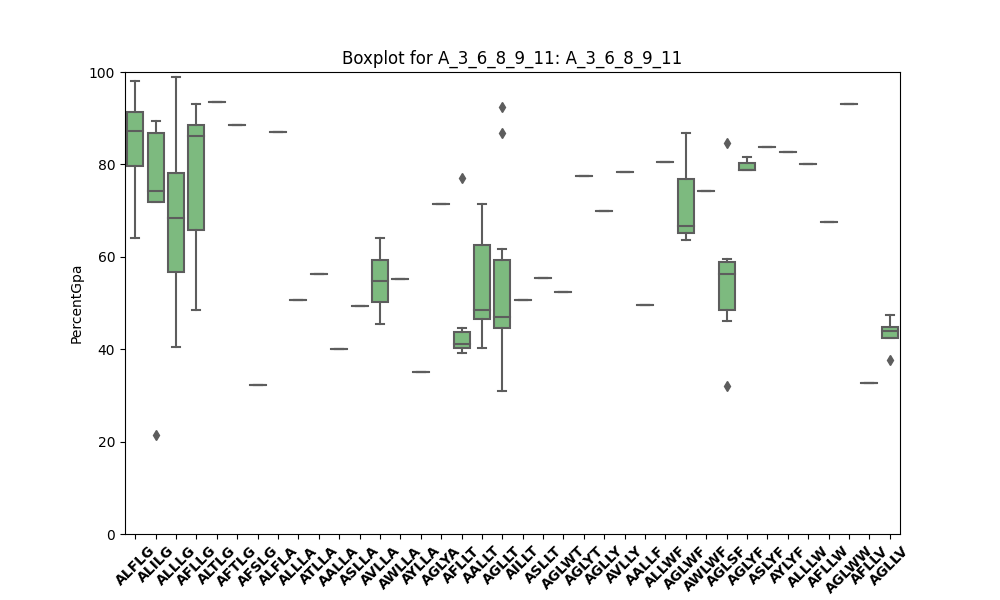 Boxplot for A_3_6_8_9_11: A_3_6_8_9_11
PercentGpa
100
80
60
40
20
0
ALFLG
ALILG
ALLLG
AFLLG
ALTLG
AFTLG
AFSLG
ALFLA
ALLLA
ATLLA
AALLA
ASLLA
AVLLA
AWLLA
AYLLA
AGLYA
AFLLT
AALLT
AGLLT
AILLT
ASLLT
AGLWT
AGLYT
AGLLY
AVLLY
AALLF
ALLWF
AGLWF
AWLWF
AGLSF
AGLYF
ASLYF
AYLYF
ALLLW
AFLLW
AGLWW
AFLLV
AGLLV